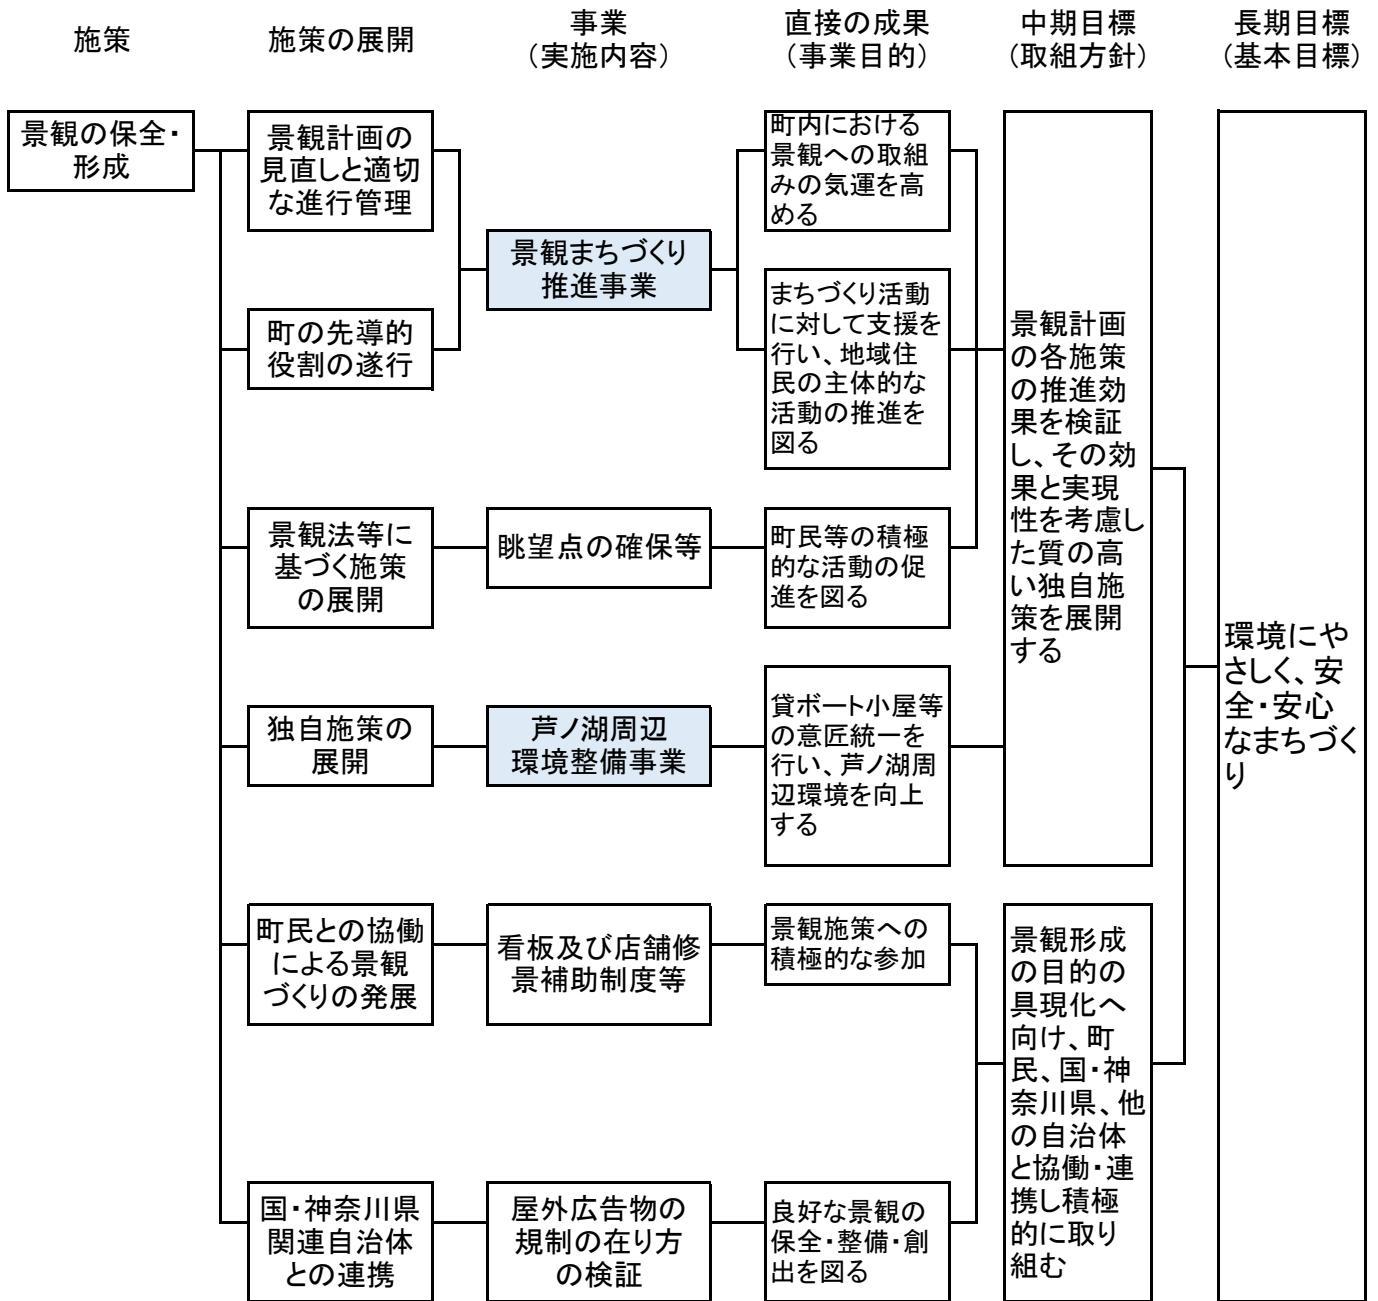 施策
施策の展開
事業
（実施内容）
直接の成果
（事業目的）
中期目標
（取組方針）
長期目標
（基本目標）
景観の保全・
形成
景観計画の
見直しと適切
な進行管理
町の先導的
役割の遂行
景観法等に
基づく施策
の展開
独自施策の
展開
町民との協働
による景観
づくりの発展
国・神奈川県
関連自治体
との連携
景観まちづくり
推進事業
眺望点の確保等
芦ノ湖周辺
環境整備事業
看板及び店舗修
景補助制度等
屋外広告物の
規制の在り方
の検証
町内における
景観への取組
みの気運を高
める
まちづくり活動
に対して支援を
行い、地域住
民の主体的な
活動の推進を
図る
町民等の積極
的な活動の促
進を図る
貸ボート小屋等
の意匠統一を
行い、芦ノ湖周
辺環境を向上
する
景観施策への
積極的な参加
良好な景観の
保全・整備・創
出を図る
景観計画
の各施策
の推進効
果を検証
し、その効
果と実現
性を考慮し
た質の高
い独自施
策を展開
する
景観形成
の目的の
具現化へ
向け、町
民、国・神
奈川県、他
の自治体
と協働・連
携し積極
的に取り
組む
環境にや
さしく、安
全・安心
なまちづく
り